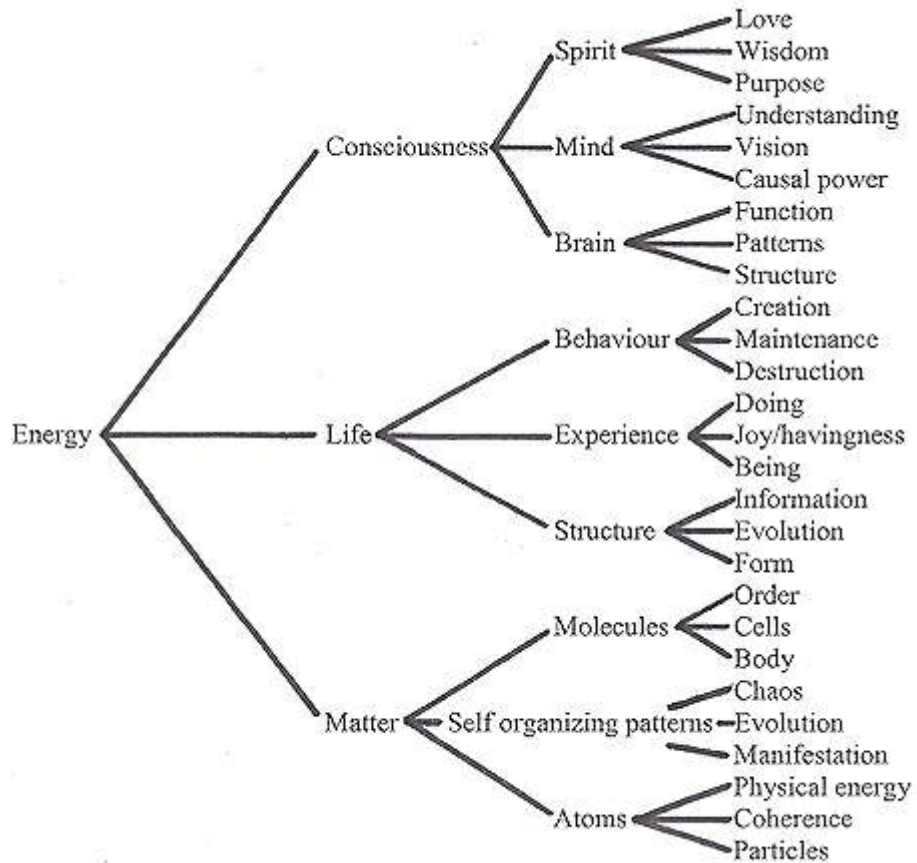 Love
Spirit
Wisdom
Purpose
Understanding
Consciousness
Mind
Vision
Causal power
Function
Brain
Patterns
Structure
Creation
Behaviour
Maintenance
Destruction
Doing
Energy
Life
Experience
Joy/havingness
Being
Information
Structure
Evolution
Form
Order
Molecules
Cells
Body
Chaos
Matter
Self organizing patterns
Evolution
Manifestation
Physical energy
Atoms
Coherence
Particles